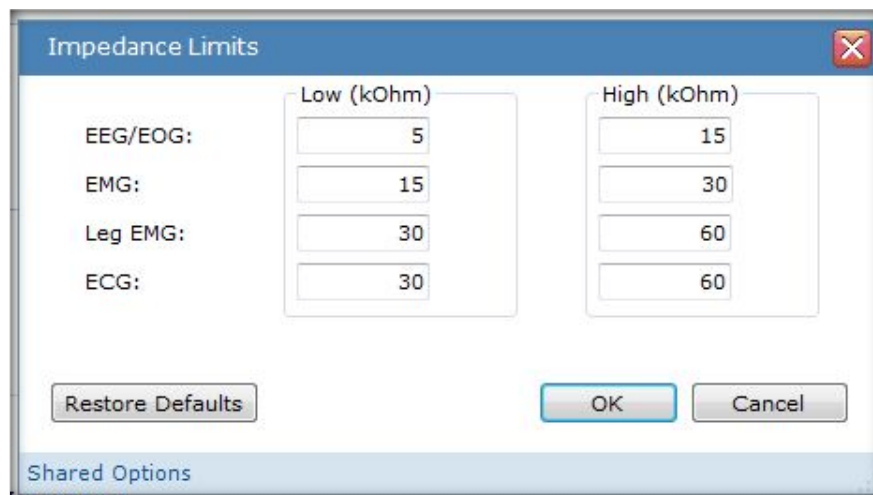 Impedance Limits
Low (kOhm) High (kOhm)
EEG/EOG: 5 15
EMG: 15 30
Leg EMG: 30 60
ECG: 30 60
Restore Defaults OK Cancel
Shared Options